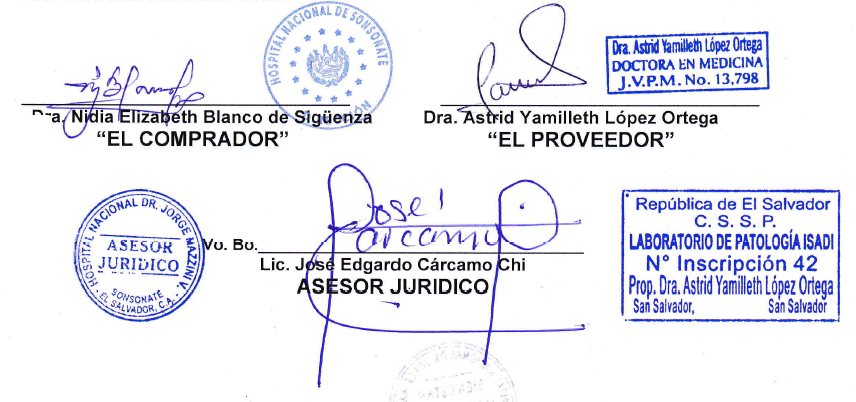 HOSPITAL NACIONAL DE SONSONATE
Dra. Astrid Yamilleth López Ortega
DOCTORA EN MEDICINA
J.V.P.M. No. 13,798
Dra. Nidia Elizabeth Blanco de Sigüenza
Dra. Astrid Yamilleth López Ortega
“EL COMPRADOR”
“EL PROVEEDOR”
HOSPITAL NACIONAL DR. JORGE MAZZINI V.
ASESOR
JURIDICO
SONSONATE
EL SALVADOR, C.A.
José
Carcamo
Vo. Bo.
Lic. José Edgardo Cárcamo Chi
ASESOR JURIDICO
República de El Salvador
C. S. S. P.
LABORATORIO DE PATOLOGÍA ISADI
N° Inscripción 42
Prop. Dra. Astrid Yamilleth López Ortega
San Salvador, San Salvador